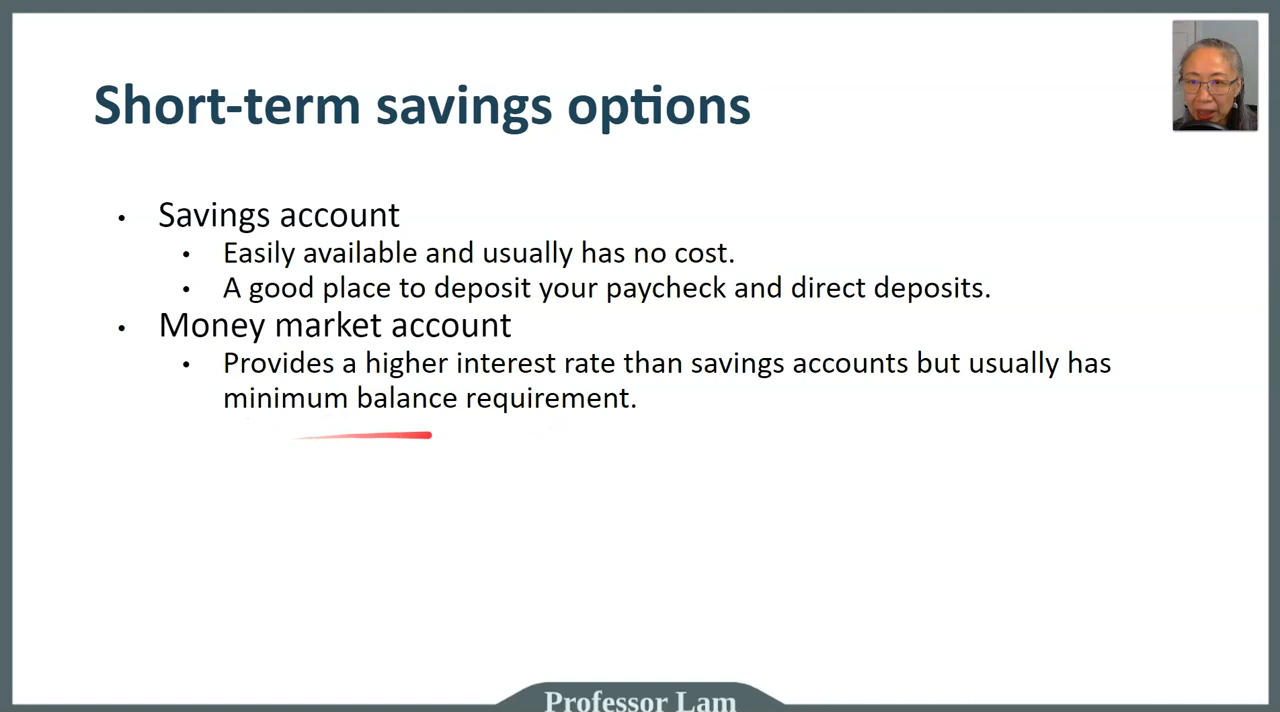 Short-term savings options
• Savings account
• Easily available and usually has no cost.
• A good place to deposit your paycheck and direct deposits.
• Money market account
• Provides a higher interest rate than savings accounts but usually has
minimum balance requirement.
Professor Lam